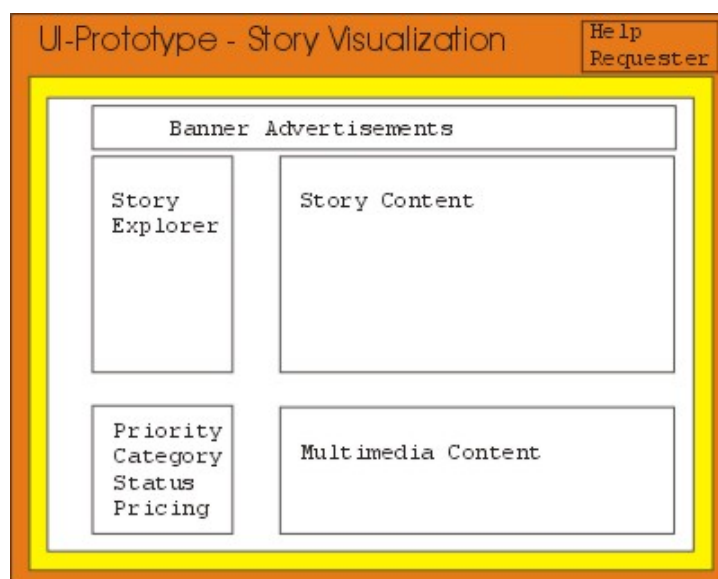 UI-Prototype - Story Visualization
Help
Requester
Banner Advertisements
Story
Explorer
Story Content
Priority
Category
Status
Pricing
Multimedia Content